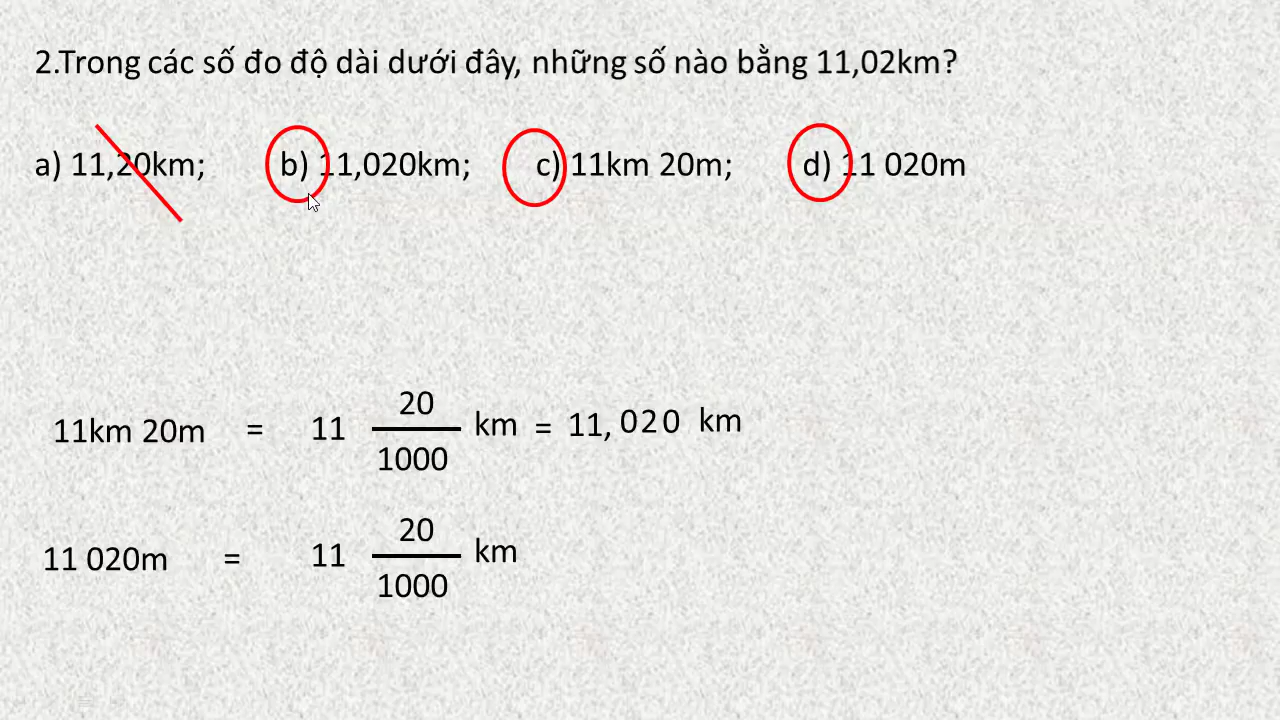 2.Trong các số đo độ dài dưới đây, những số nào bằng 11,02km?
a) 11,20km; b) 11,020km; c) 11km 20m; d) 11 020m
11km 20m = 11 20/1000 km = 11,020 km
11 020m = 11 20/1000 km